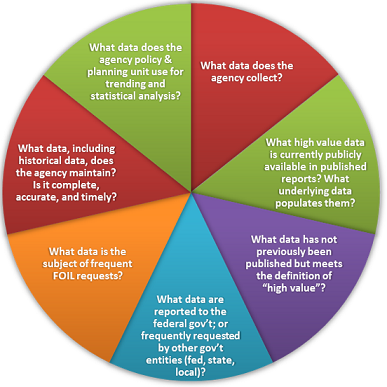 What data does the
agency collect?
What high value data
is currently publicly
available in published
reports? What
underlying data
populates them?
What data has not
previously been
published but meets
the definition of
“high value”?
What data are
reported to the
federal gov’t; or
frequently requested
by other gov’t
entities (fed, state,
local)?
What data is the
subject of frequent
FOIL requests?
What data, including
historical data, does
the agency maintain?
Is it complete,
accurate, and timely?
What data does the
agency policy &
planning unit use for
trending and
statistical analysis?